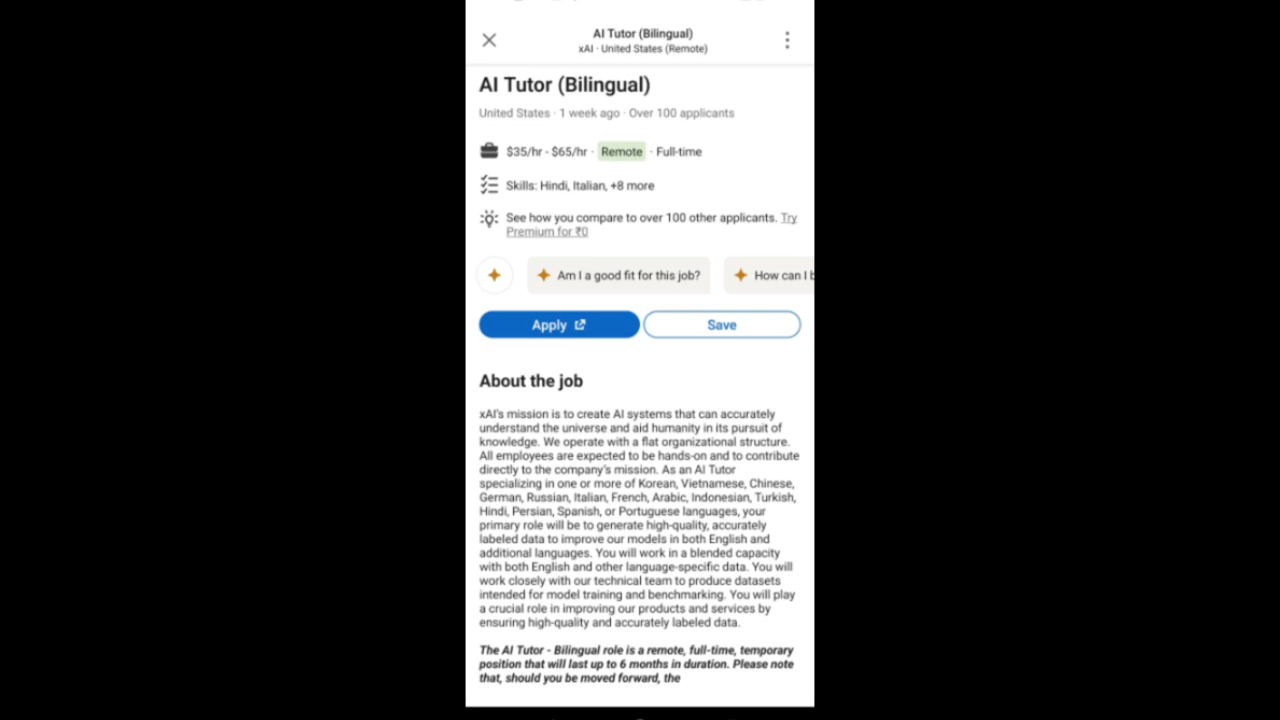 AI Tutor (Bilingual)
xAI · United States (Remote)
AI Tutor (Bilingual)
United States · 1 week ago · Over 100 applicants
$35/hr - $65/hr · Remote · Full-time
Skills: Hindi, Italian, +8 more
See how you compare to over 100 other applicants. Try
Premium for ₹0
Am I a good fit for this job?
How can I b
Apply
Save
About the job
xAI's mission is to create AI systems that can accurately
understand the universe and aid humanity in its pursuit of
knowledge. We operate with a flat organizational structure.
All employees are expected to be hands-on and to contribute
directly to the company's mission. As an AI Tutor
specializing in one or more of Korean, Vietnamese, Chinese,
German, Russian, Italian, French, Arabic, Indonesian, Turkish,
Hindi, Persian, Spanish, or Portuguese languages, your
primary role will be to generate high-quality, accurately
labeled data to improve our models in both English and
additional languages. You will work in a blended capacity
with both English and other language-specific data. You will
work closely with our technical team to produce datasets
intended for model training and benchmarking. You will play
a crucial role in improving our products and services by
ensuring high-quality and accurately labeled data.
The AI Tutor - Bilingual role is a remote, full-time, temporary
position that will last up to 6 months in duration. Please note
that, should you be moved forward, the